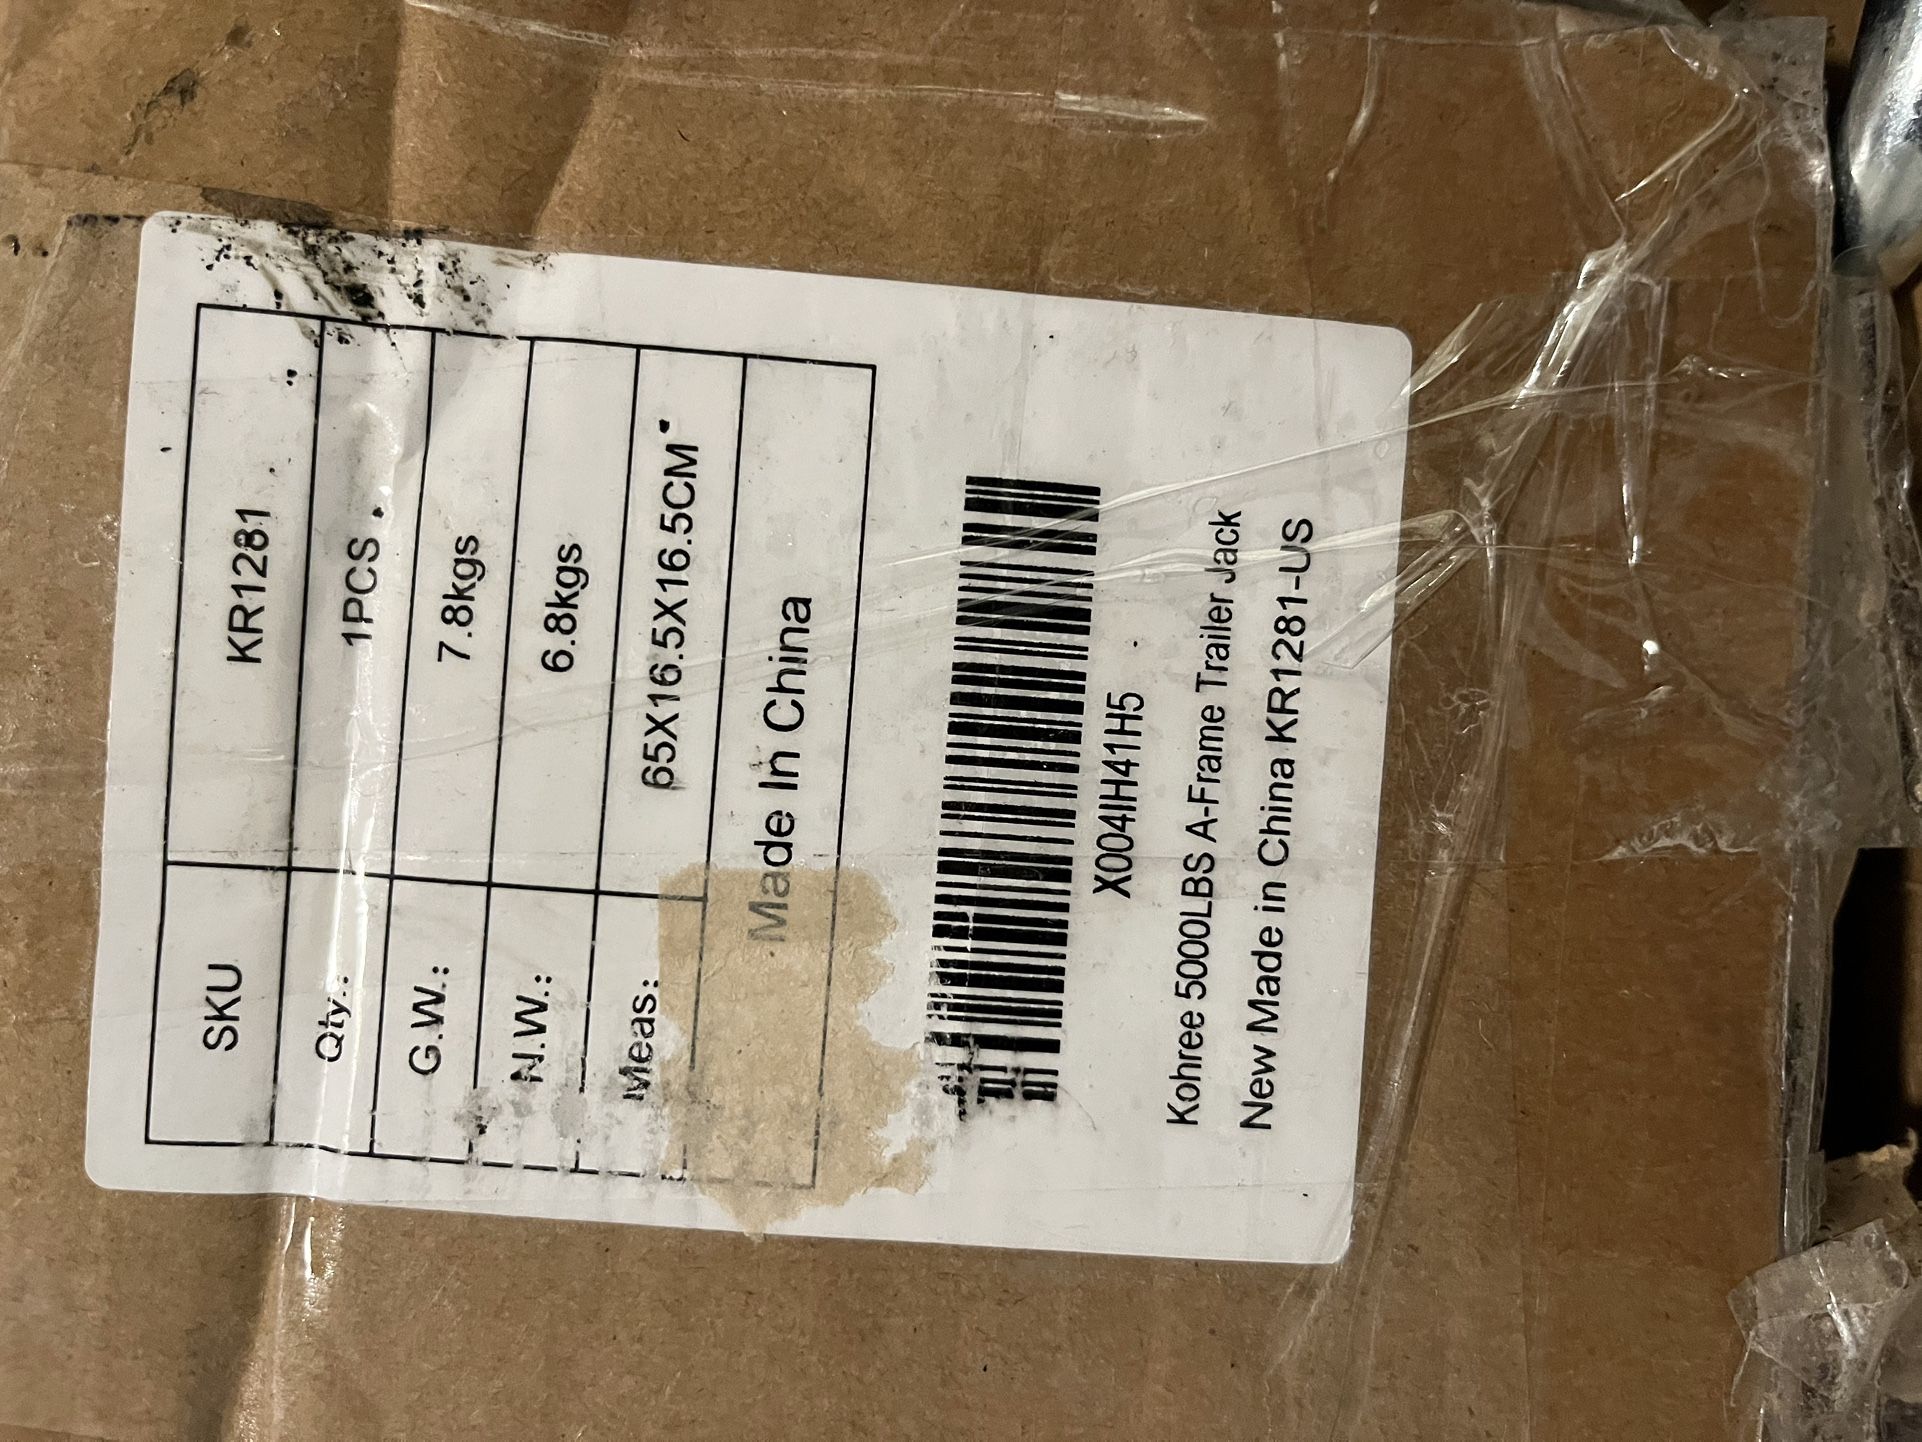 SKU KR1281
Qty.: 1PCS
G.W.: 7.8kgs
N.W.: 6.8kgs
Meas: 65X16.5X16.5CM
Made In China
X004IH41H5
Kohree 5000LBS A-Frame Trailer Jack
New Made in China KR1281-US